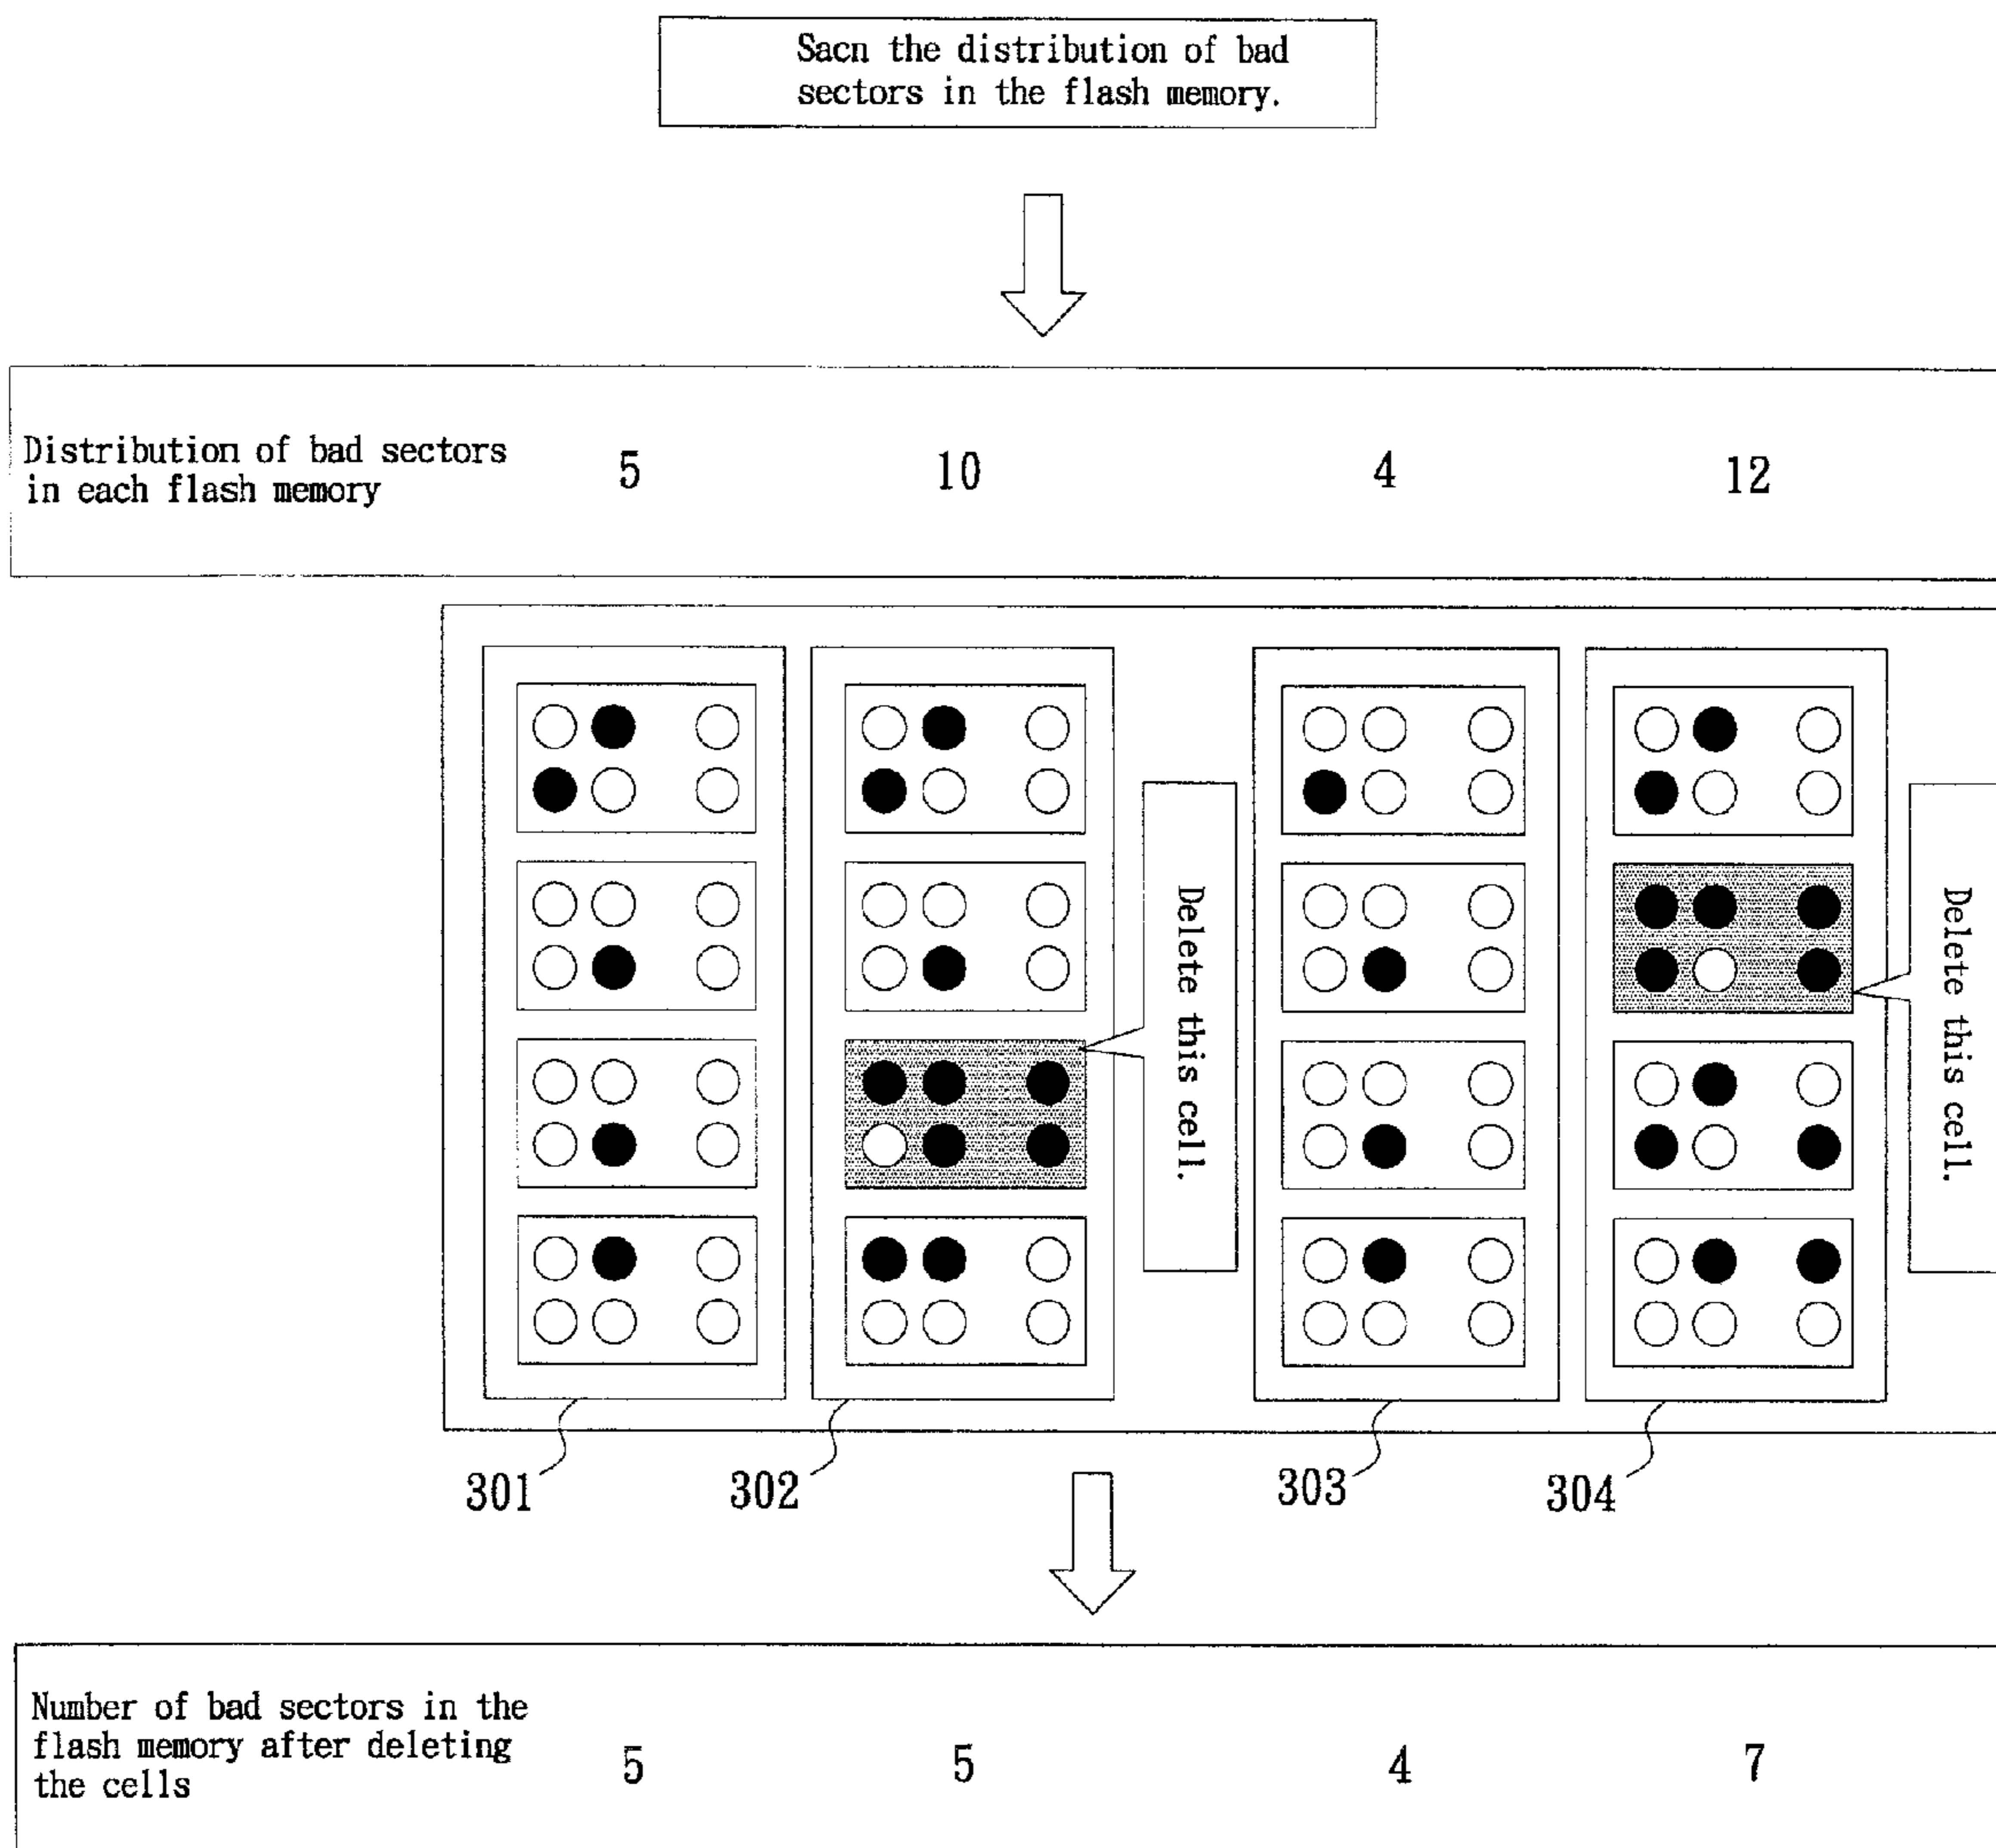 Sacn the distribution of bad
sectors in the flash memory.
Distribution of bad sectors
in each flash memory
5 10 4 12
Delete this cell.
Delete this cell.
301 302 303 304
Number of bad sectors in the
flash memory after deleting
the cells
5 5 4 7